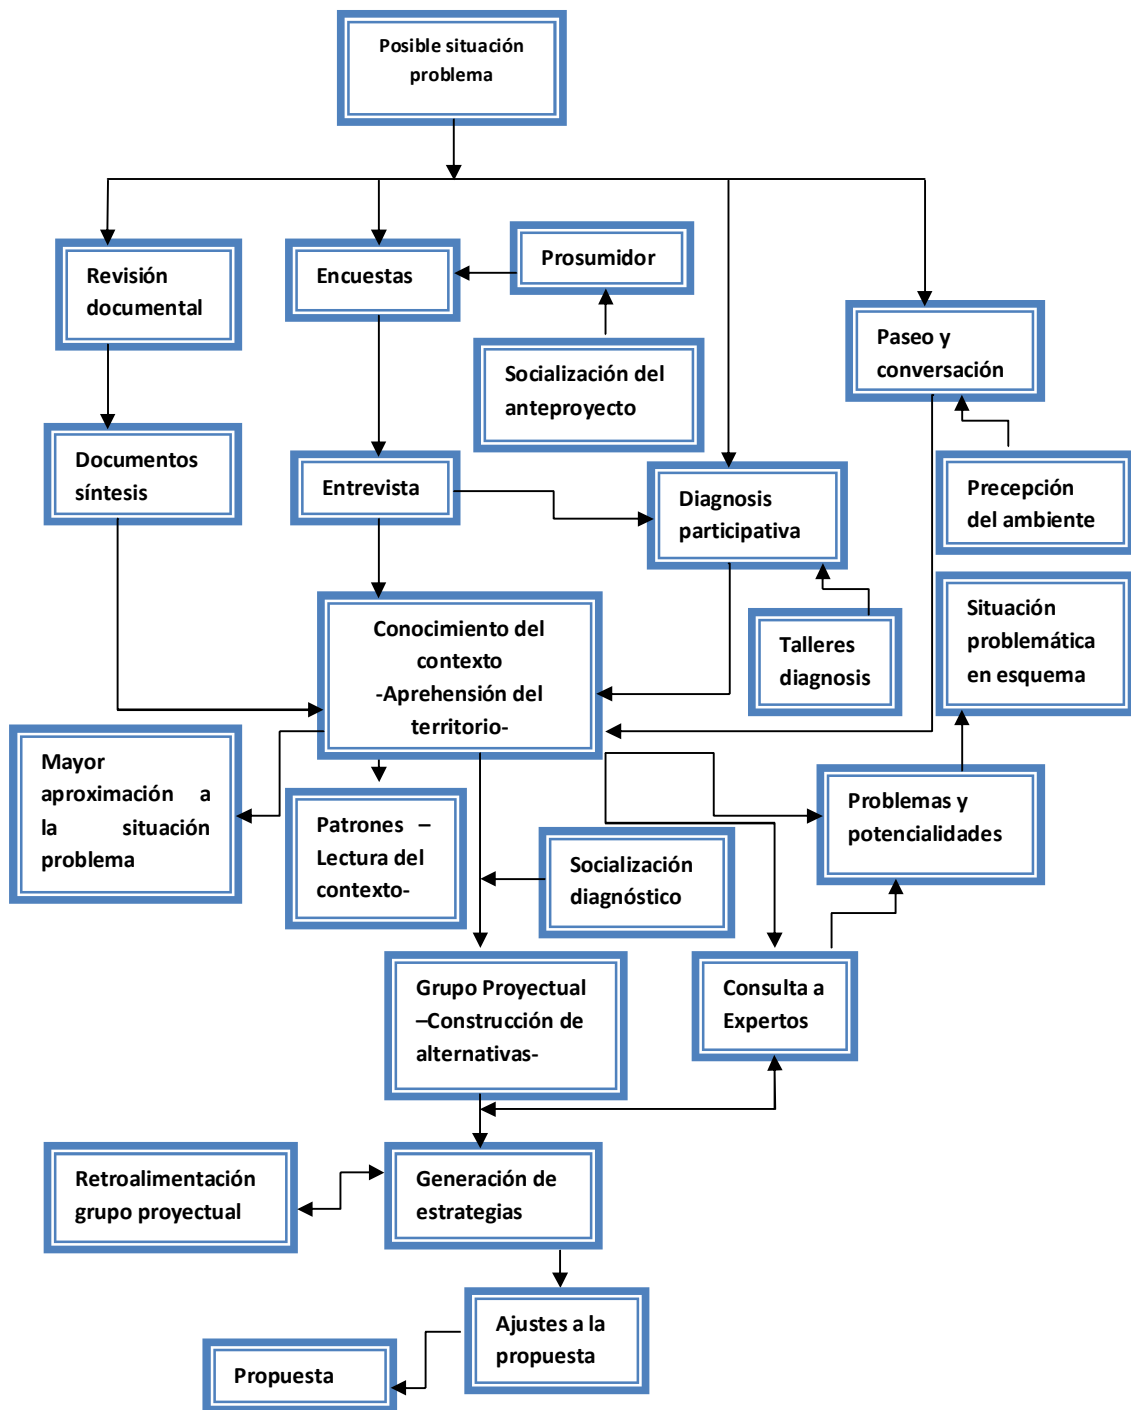 Posible situación
problema
Revisión
documental
Encuestas
Prosumidor
Paseo y
conversación
Socialización del
anteproyecto
Documentos
síntesis
Entrevista
Diagnosis
participativa
Precepción
del ambiente
Conocimiento del
contexto
-Aprehensión del
territorio-
Talleres
diagnosis
Situación
problemática
en esquema
Mayor
aproximación a
la situación
problema
Patrones –
Lectura del
contexto-
Socialización
diagnóstico
Problemas y
potencialidades
Grupo Proyectual
–Construcción de
alternativas-
Consulta a
Expertos
Retroalimentación
grupo proyectual
Generación de
estrategias
Ajustes a la
propuesta
Propuesta